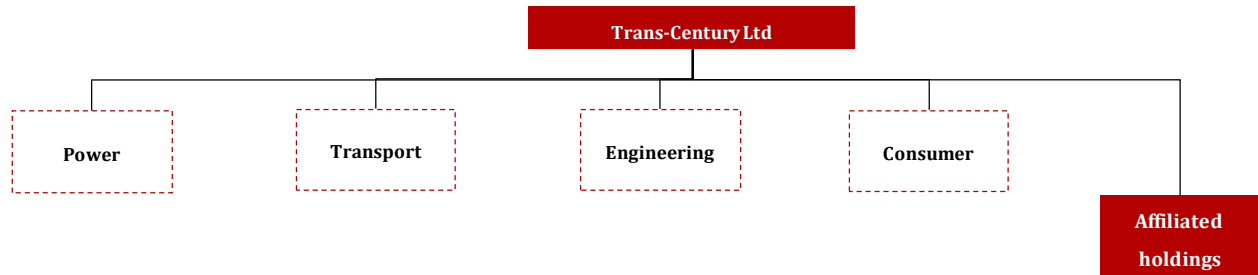 Trans-Century Ltd
Power
Transport
Engineering
Consumer
Affiliated
holdings